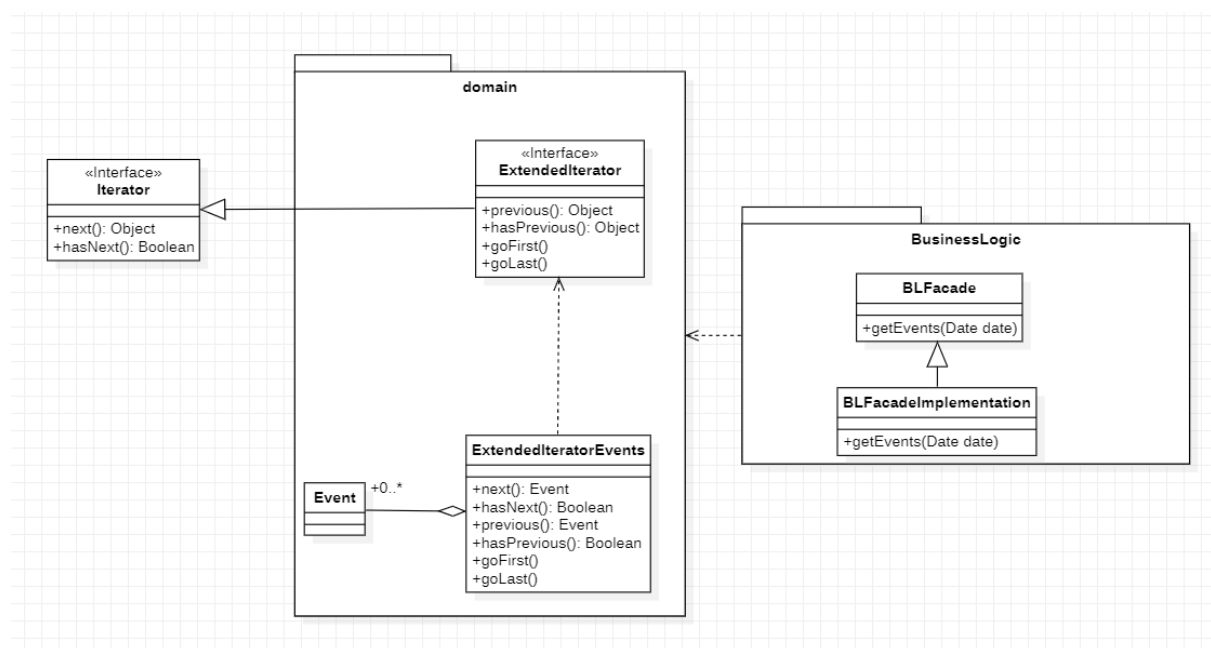 domain
«Interface»
Iterator
+next(): Object
+hasNext(): Boolean
«Interface»
ExtendedIterator
+previous(): Object
+hasPrevious(): Object
+goFirst()
+goLast()
BusinessLogic
BLFacade
+getEvents(Date date)
BLFacadeImplementation
+getEvents(Date date)
Event
+0..*
ExtendedIteratorEvents
+next(): Event
+hasNext(): Boolean
+previous(): Event
+hasPrevious(): Boolean
+goFirst()
+goLast()